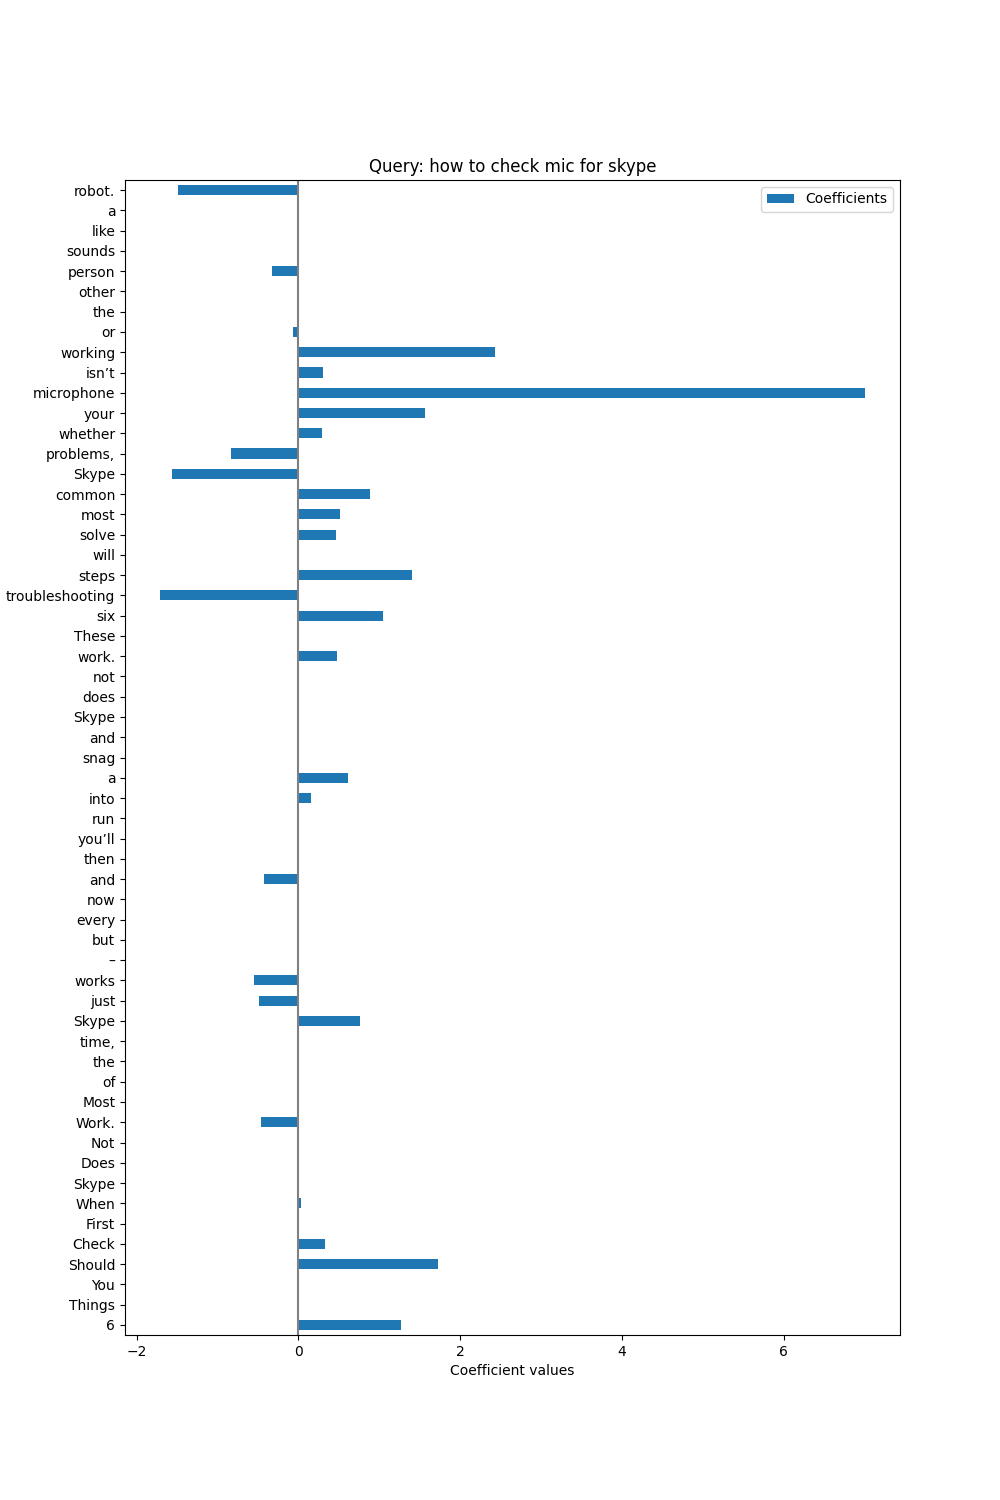 Query: how to check mic for skype
Coefficients
robot.
a
like
sounds
person
other
the
or
working
isn’t
microphone
your
whether
problems,
Skype
common
most
solve
will
steps
troubleshooting
six
These
work.
not
does
Skype
and
snag
a
into
run
you’ll
then
and
now
every
but
–
works
just
Skype
time,
the
of
Most
Work.
Not
Does
Skype
When
First
Check
Should
You
Things
6
−2 0 2 4 6
Coefficient values